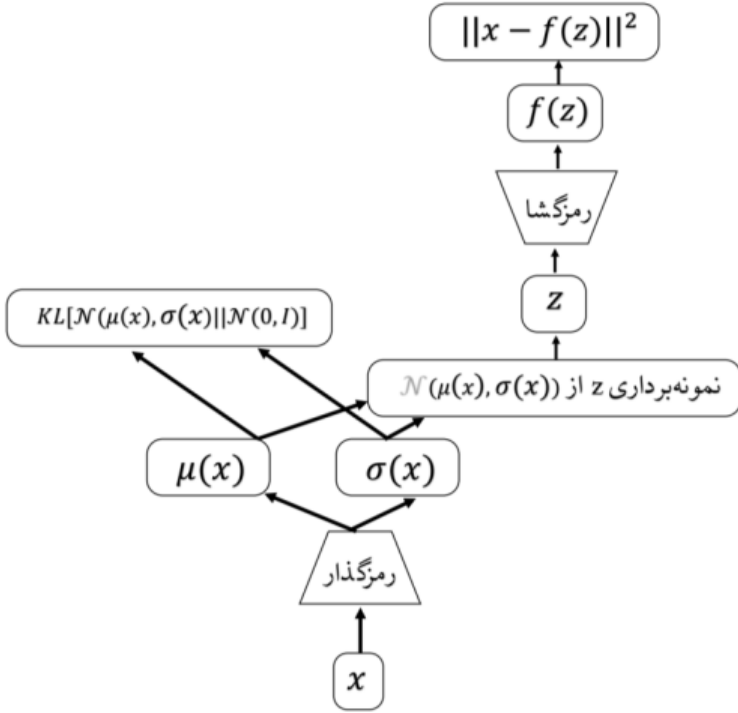 ||x − f(z)||²
f(z)
رمزگشا
z
KL[𝒩(μ(x), σ(x)||𝒩(0, I)]
نمونه‌برداری z از 𝒩(μ(x), σ(x))
μ(x)
σ(x)
رمزگذار
x